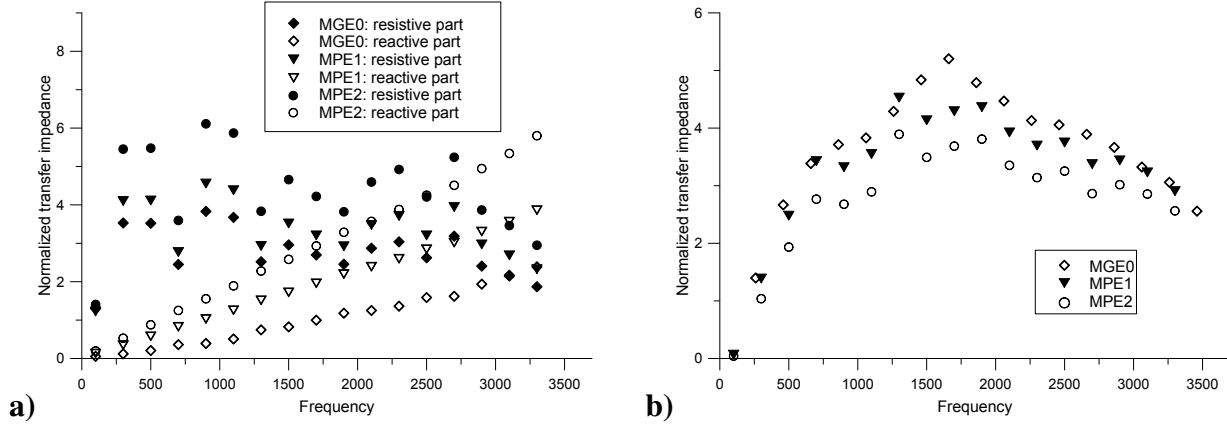 MGE0: resistive part
MGE0: reactive part
MPE1: resistive part
MPE1: reactive part
MPE2: resistive part
MPE2: reactive part
Normalized transfer impedance
8
6
4
2
0
0 500 1000 1500 2000 2500 3000 3500
Frequency
a)
Normalized transfer impedance
6
4
2
0
MGE0
MPE1
MPE2
0 500 1000 1500 2000 2500 3000 3500
Frequency
b)